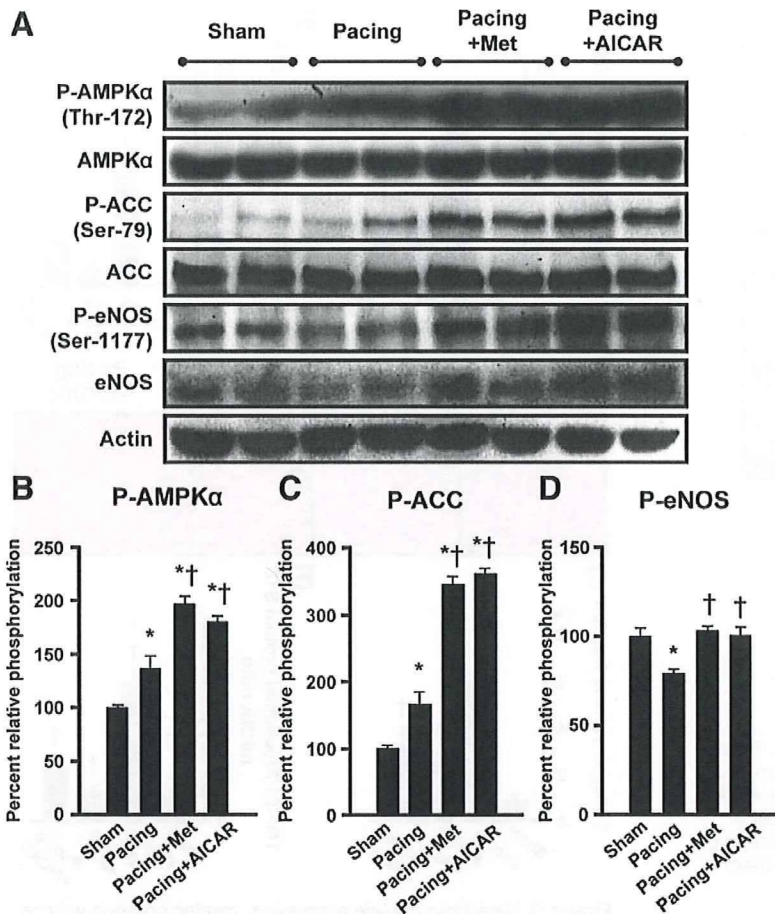 A
Sham Pacing Pacing +Met Pacing +AICAR
P-AMPKα
(Thr-172)
AMPKα
P-ACC
(Ser-79)
ACC
P-eNOS
(Ser-1177)
eNOS
Actin
B P-AMPKα
Percent relative phosphorylation
250
200
150
100
50
0
*
*†
*†
Sham
Pacing
Pacing+Met
Pacing+AICAR
C P-ACC
Percent relative phosphorylation
400
300
200
100
0
*
*†
*†
Sham
Pacing
Pacing+Met
Pacing+AICAR
D P-eNOS
Percent relative phosphorylation
150
100
50
0
*
†
†
Sham
Pacing
Pacing+Met
Pacing+AICAR